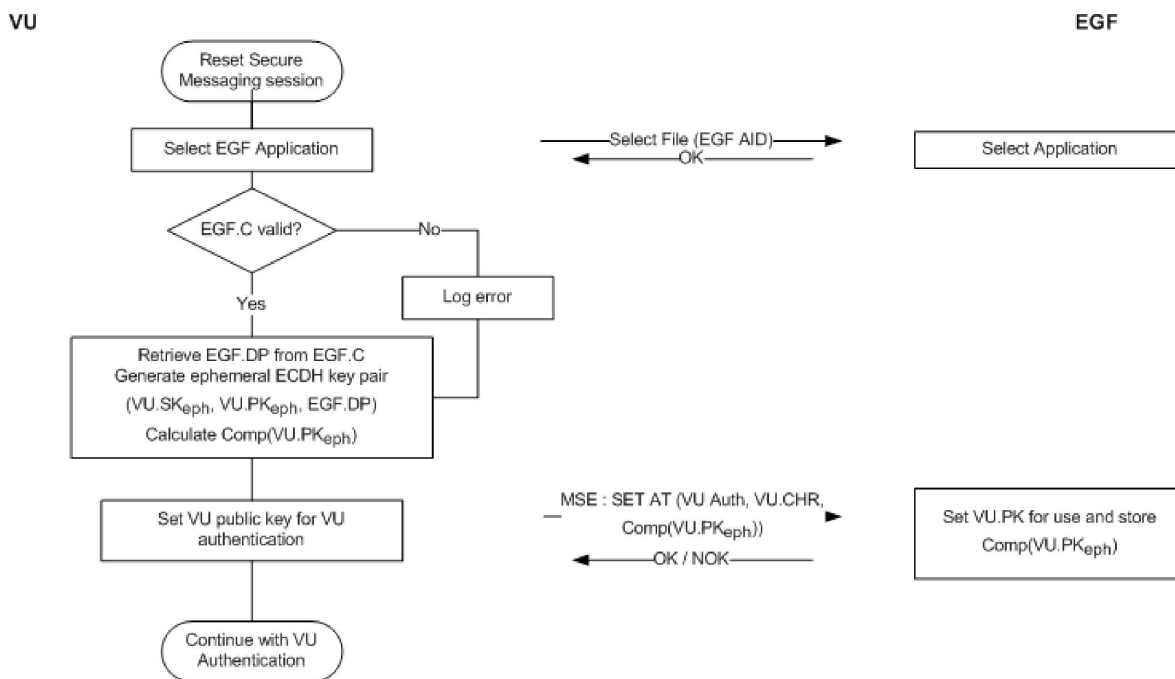 VU
EGF
Reset Secure
Messaging session
Select EGF Application
Select File (EGF AID)
OK
Select Application
EGF.C valid?
No
Yes
Log error
Retrieve EGF.DP from EGF.C
Generate ephemeral ECDH key pair
(VU.SKeph, VU.PKeph, EGF.DP)
Calculate Comp(VU.PKeph)
Set VU public key for VU
authentication
MSE : SET AT (VU Auth, VU.CHR,
Comp(VU.PKeph))
OK / NOK
Set VU.PK for use and store
Comp(VU.PKeph)
Continue with VU
Authentication